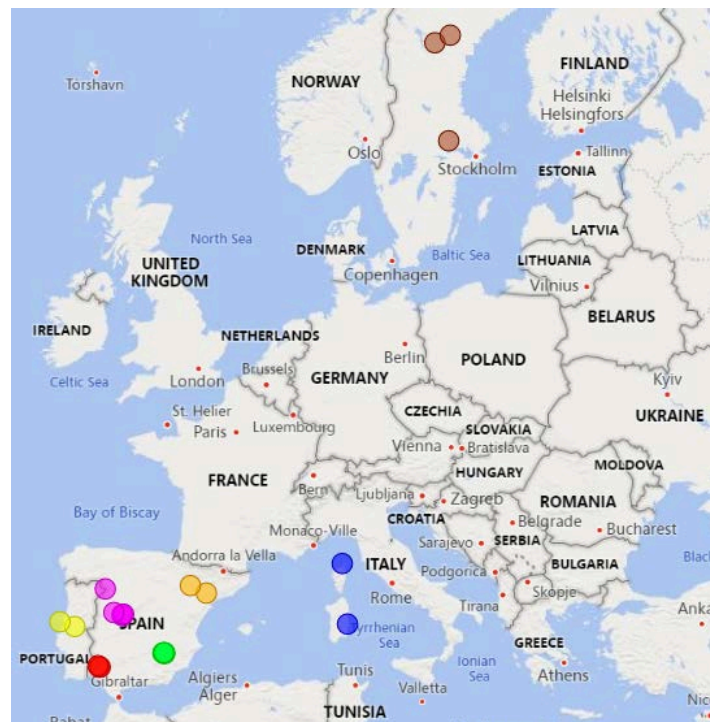 Tórshavn
NORWAY
FINLAND
Helsinki
Helsingfors
Oslo
Stockholm
Tallinn
ESTONIA
North Sea
LATVIA
DENMARK
Baltic Sea
LITHUANIA
Copenhagen
Vilnius
UNITED
KINGDOM
BELARUS
IRELAND
NETHERLANDS
Berlin
POLAND
Brussels
London
GERMANY
Celtic Sea
Kyiv
St. Helier
CZECHIA
UKRAINE
Luxembourg
Paris
SLOVAKIA
Vienna
Bratislava
MOLDOVA
HUNGARY
FRANCE
Bern
Ljubljana
Zagreb
ROMANIA
Bay of Biscay
CROATIA
Belgrade
Bucharest
Monaco-Ville
Sarajevo
SERBIA
Andorra la Vella
ITALY
Podgorica
BULGARIA
Black
Rome
Skopje
Tirana
Anka
SPAIN
Tyrrhenian
Sea
GREECE
PORTUGAL
Ionian
Sea
Athens
Gibraltar
Algiers
Alger
Tunis
Valletta
Nico
Rabat
TUNISIA